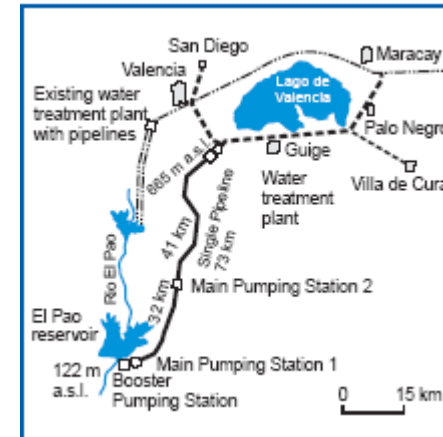 San Diego
Maracay
Valencia
Existing water
treatment plant
with pipelines
Lago de
Valencia
Palo Negro
Guige
Villa de Cura
Water
treatment
plant
665 m a.s.l.
Single Pipeline
73 km
41 km
32 km
Rio El Pao
Main Pumping Station 2
El Pao
reservoir
Main Pumping Station 1
122 m
a.s.l.
Booster
Pumping Station
0 15 km